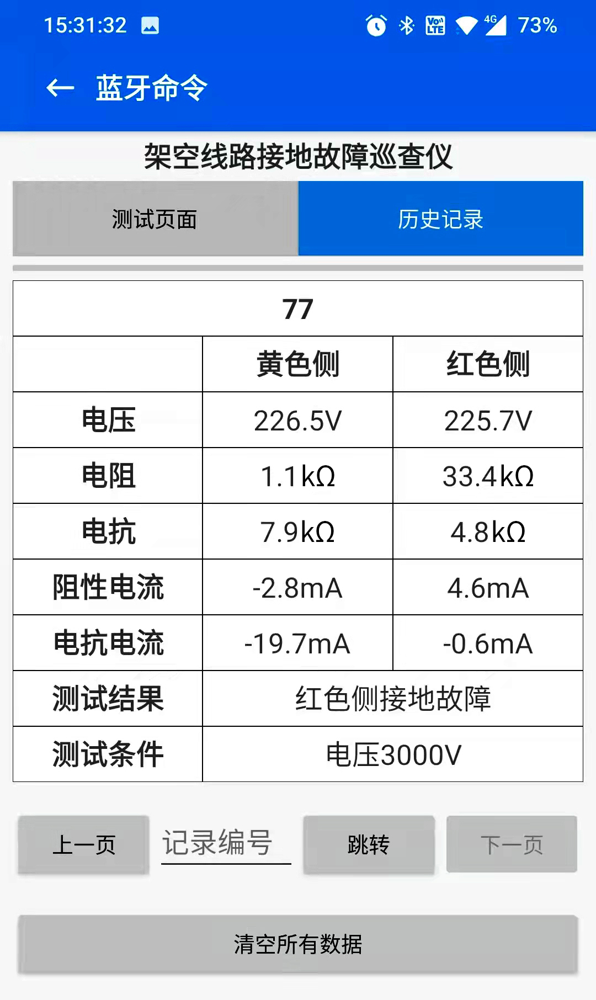 15:31:32 VoLTE 4G 73%
← 蓝牙命令
架空线路接地故障巡查仪
测试页面 历史记录
77
黄色侧 红色侧
电压 226.5V 225.7V
电阻 1.1kΩ 33.4kΩ
电抗 7.9kΩ 4.8kΩ
阻性电流 -2.8mA 4.6mA
电抗电流 -19.7mA -0.6mA
测试结果 红色侧接地故障
测试条件 电压3000V
上一页 记录编号 跳转 下一页
清空所有数据